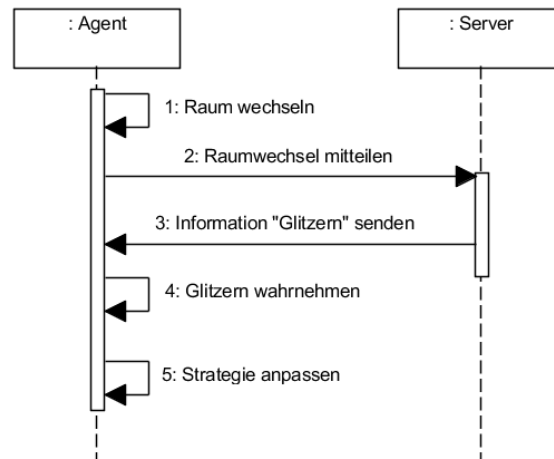 : Agent
: Server
1: Raum wechseln
2: Raumwechsel mitteilen
3: Information "Glitzern" senden
4: Glitzern wahrnehmen
5: Strategie anpassen